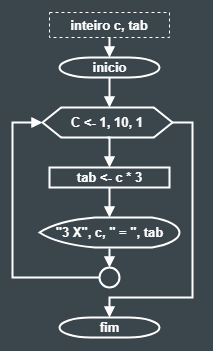 inteiro c, tab
inicio
C <- 1, 10, 1
tab <- c * 3
"3 X", c, " = ", tab
fim